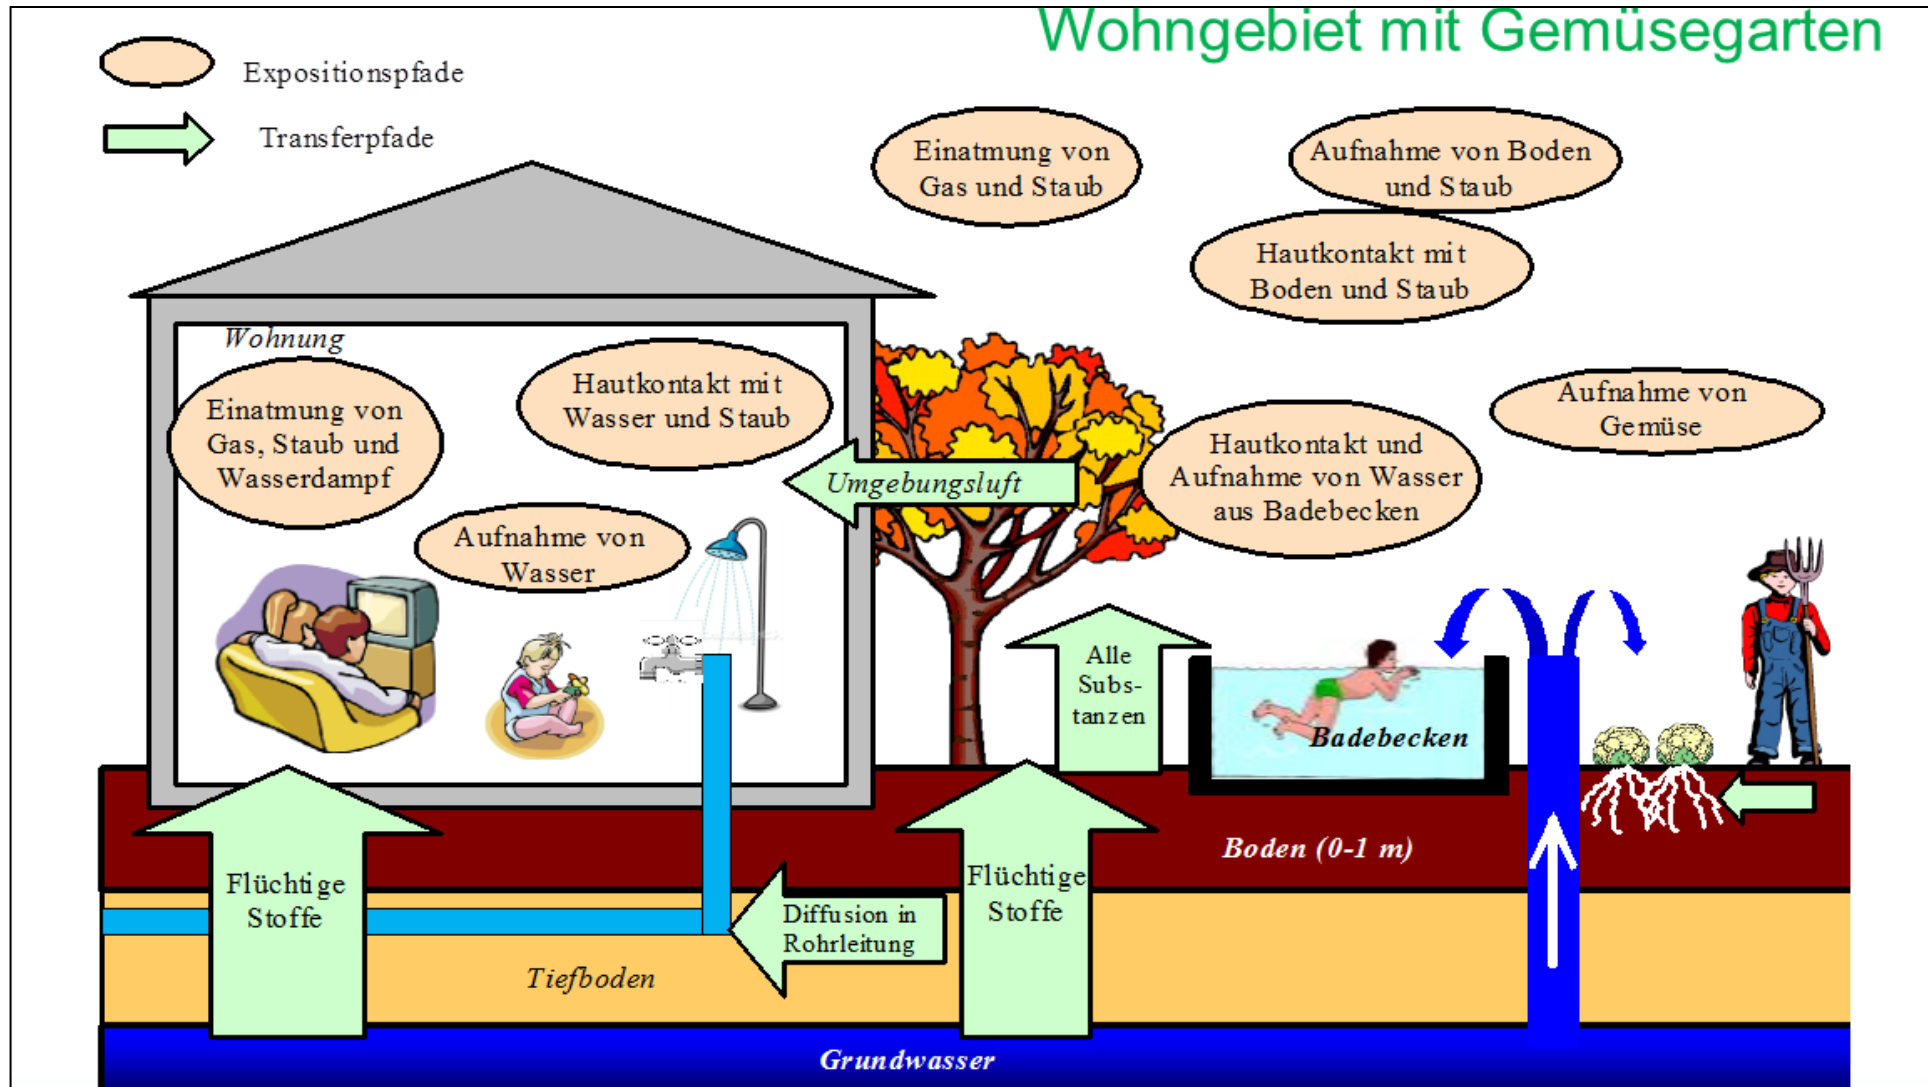 Wohngebiet mit Gemüsegarten
Expositionspfade
Transferpfade
Einatmung von
Gas und Staub
Aufnahme von Boden
und Staub
Hautkontakt mit
Boden und Staub
Wohnung
Einatmung von
Gas, Staub und
Wasserdampf
Hautkontakt mit
Wasser und Staub
Aufnahme von
Wasser
Umgebungsluft
Hautkontakt und
Aufnahme von Wasser
aus Badebecken
Aufnahme von
Gemüse
Alle
Subs-
tanzen
Badebecken
Boden (0-1 m)
Flüchtige
Stoffe
Diffusion in
Rohrleitung
Flüchtige
Stoffe
Tiefboden
Grundwasser